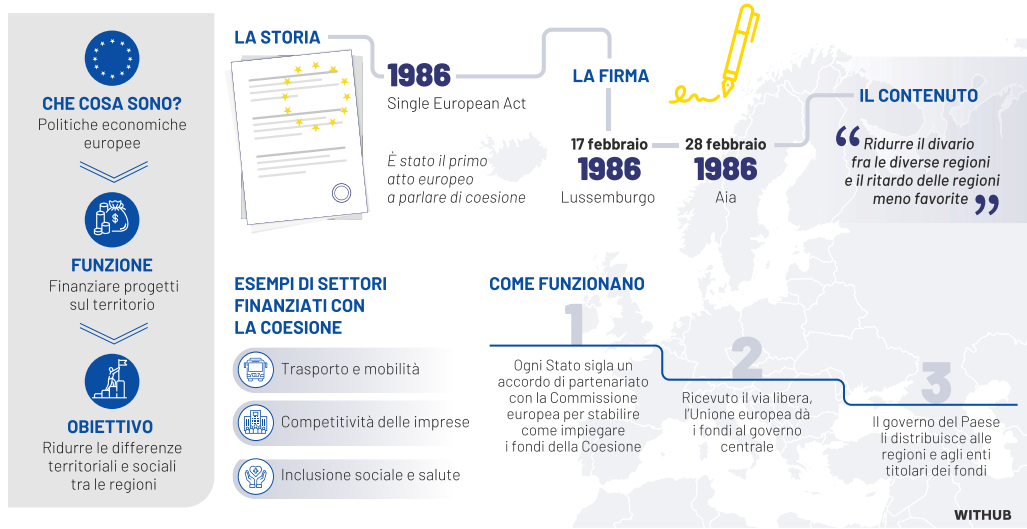 CHE COSA SONO?
Politiche economiche
europee
FUNZIONE
Finanziare progetti
sul territorio
OBIETTIVO
Ridurre le differenze
territoriali e sociali
tra le regioni
LA STORIA
1986
Single European Act
È stato il primo
atto europeo
a parlare di coesione
LA FIRMA
17 febbraio
1986
Lussemburgo
28 febbraio
1986
Aia
IL CONTENUTO
“Ridurre il divario
fra le diverse regioni
e il ritardo delle regioni
meno favorite”
ESEMPI DI SETTORI
FINANZIATI CON
LA COESIONE
Trasporto e mobilità
Competitività delle imprese
Inclusione sociale e salute
COME FUNZIONANO
1
Ogni Stato sigla un
accordo di partenariato
con la Commissione
europea per stabilire
come impiegare
i fondi della Coesione
2
Ricevuto il via libera,
l'Unione europea dà
i fondi al governo
centrale
3
Il governo del Paese
li distribuisce alle
regioni e agli enti
titolari dei fondi
WITHUB